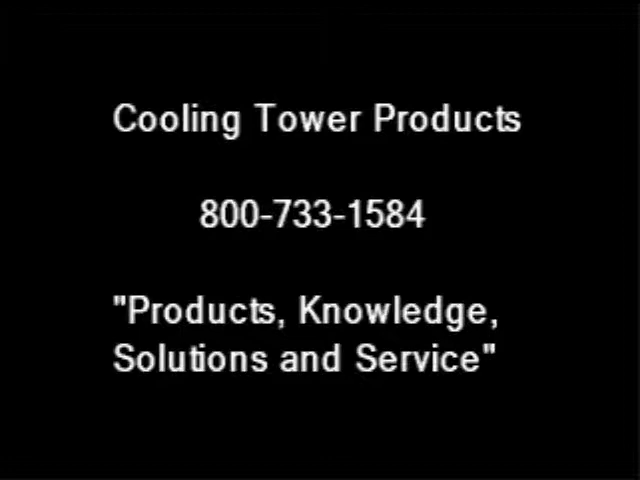 Cooling Tower Products
800-733-1584
"Products, Knowledge,
Solutions and Service"